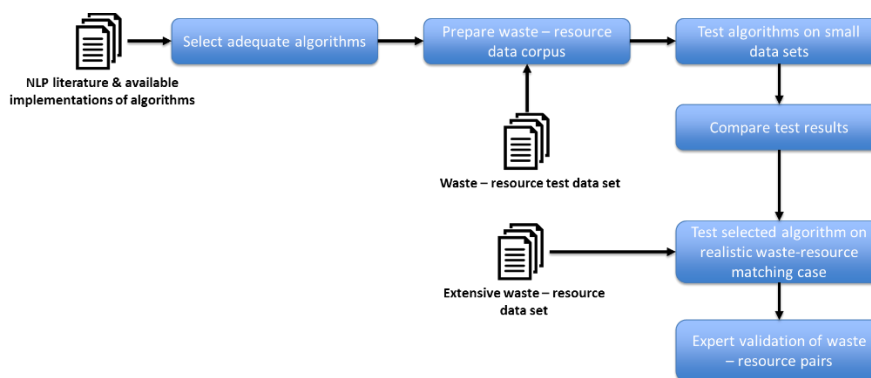 Select adequate algorithms
Prepare waste – resource
data corpus
Test algorithms on small
data sets
NLP literature & available
implementations of algorithms
Compare test results
Waste – resource test data set
Test selected algorithm on
realistic waste-resource
matching case
Extensive waste – resource
data set
Expert validation of waste
– resource pairs